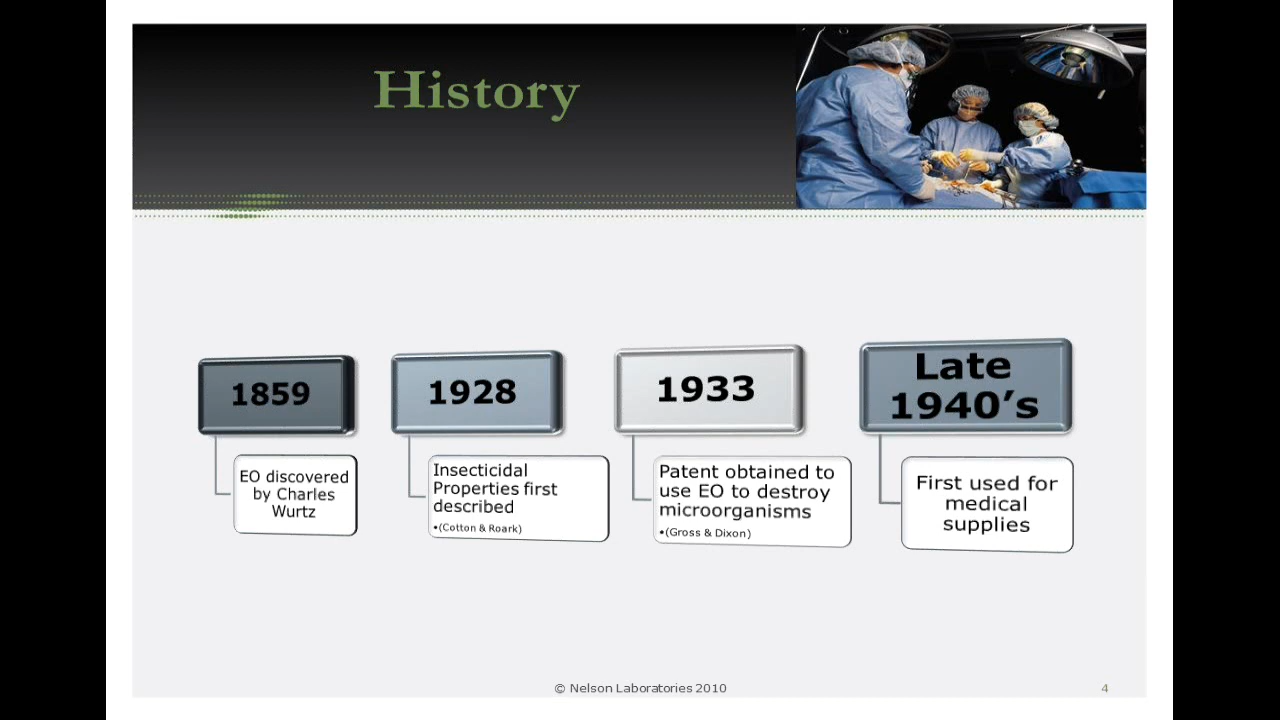 History
1859
EO discovered
by Charles
Wurtz
1928
Insecticidal
Properties first
described
•(Cotton & Roark)
1933
Patent obtained to
use EO to destroy
microorganisms
•(Gross & Dixon)
Late
1940’s
First used for
medical
supplies
© Nelson Laboratories 2010
4